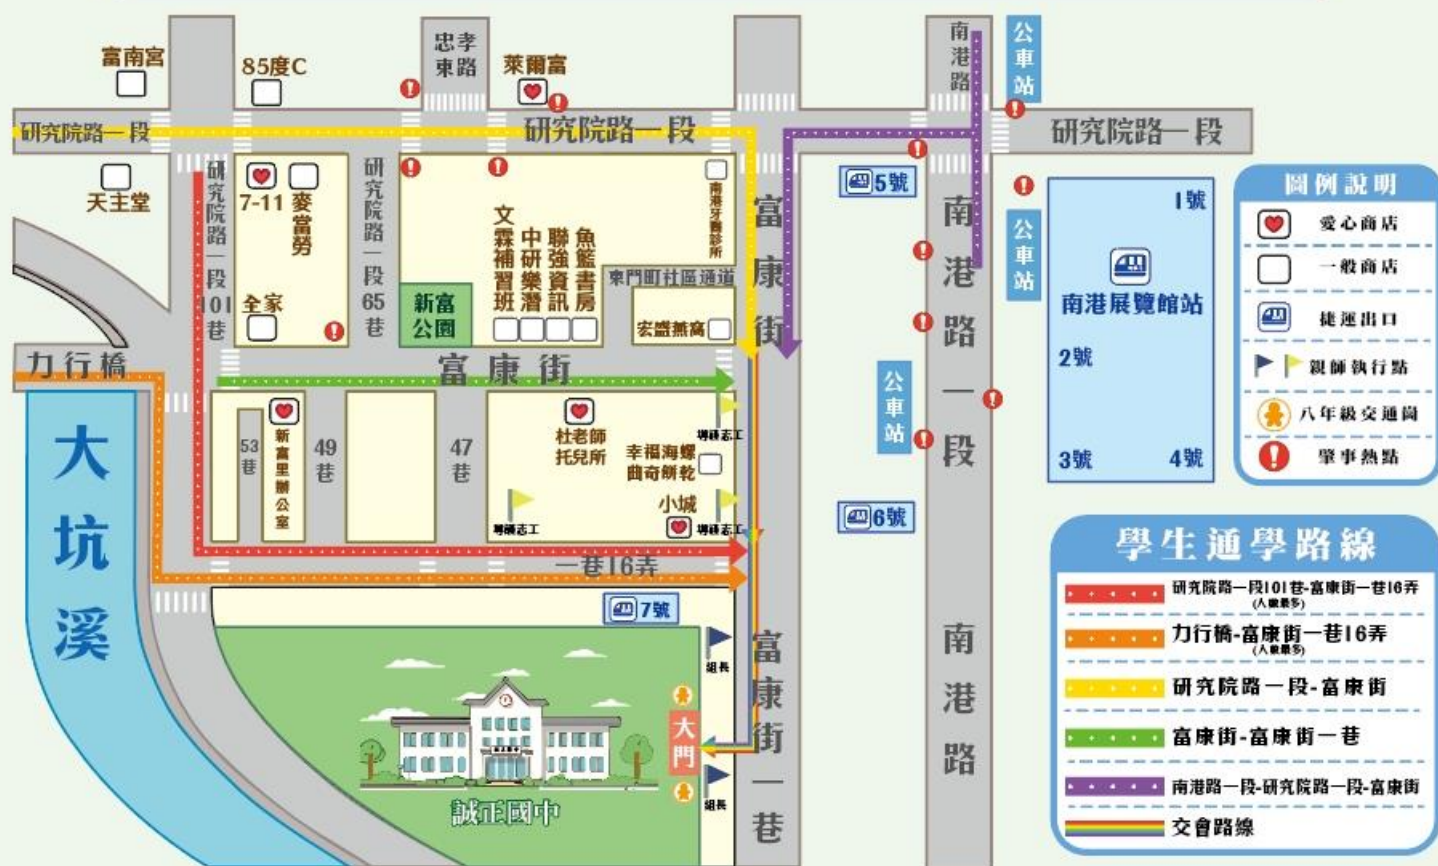 富南宮
85度C
忠孝東路
萊爾富
南港路
公車站
研究院路一段
研究院路一段
研究院路一段
天主堂
研究院路一段101巷
7-11
麥當勞
全家
研究院路一段65巷
新富公園
文霖補習班
中研樂潛
聯強資訊
魚籃書房
南港牙醫診所
東門町社區通道
宏盛燕窩
富康街
5號
南港路一段
公車站
1號
南港展覽館站
2號
3號
4號
圖例說明
愛心商店
一般商店
捷運出口
親師執行點
八年級交通崗
肇事熱點
力行橋
富康街
大坑溪
53巷
新富里辦公室
49巷
47巷
杜老師托兒所
幸福海螺
曲奇餅乾
小城
導護志工
導護志工
導護志工
公車站
6號
一巷16弄
7號
組長
大門
組長
誠正國中
富康街一巷
南港路
學生通學路線
研究院路一段101巷-富康街一巷16弄
(人數最多)
力行橋-富康街一巷16弄
(人數最多)
研究院路一段-富康街
富康街-富康街一巷
南港路一段-研究院路一段-富康街
交會路線